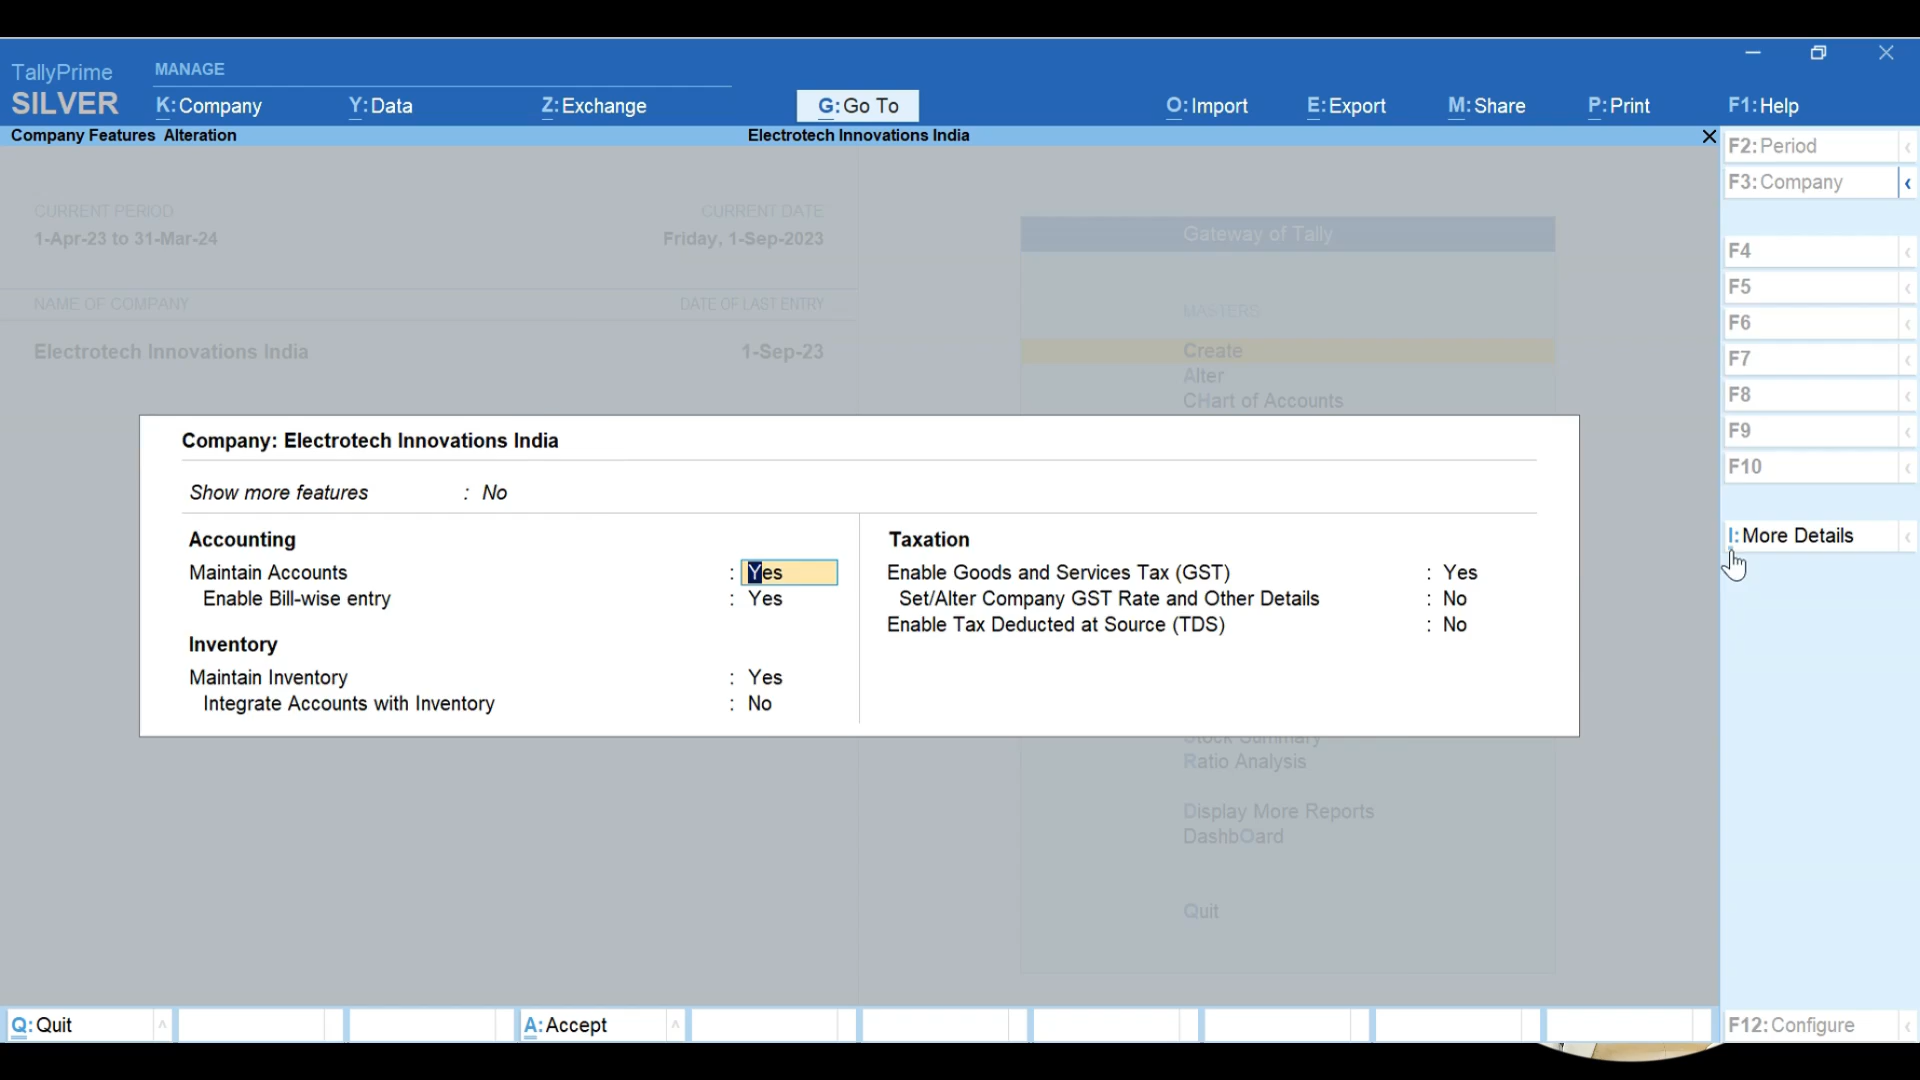 TallyPrime
SILVER
MANAGE
K:Company Y:Data Z:Exchange G:Go To O:Import E:Export M:Share P:Print F1:Help
Company Features Alteration Electrotech Innovations India
CURRENT PERIOD CURRENT DATE
1-Apr-23 to 31-Mar-24 Friday, 1-Sep-2023
NAME OF COMPANY DATE OF LAST ENTRY
Electrotech Innovations India 1-Sep-23
Gateway of Tally
MASTERS
Create
Alter
CHart of Accounts
Company: Electrotech Innovations India
Show more features : No
Accounting
Maintain Accounts : Yes
Enable Bill-wise entry : Yes
Inventory
Maintain Inventory : Yes
Integrate Accounts with Inventory : No
Taxation
Enable Goods and Services Tax (GST) : Yes
Set/Alter Company GST Rate and Other Details : No
Enable Tax Deducted at Source (TDS) : No
Stock Summary
Ratio Analysis
Display More Reports
DashbOard
Quit
F2:Period
F3:Company
F4
F5
F6
F7
F8
F9
F10
I:More Details
Q:Quit A:Accept F12:Configure